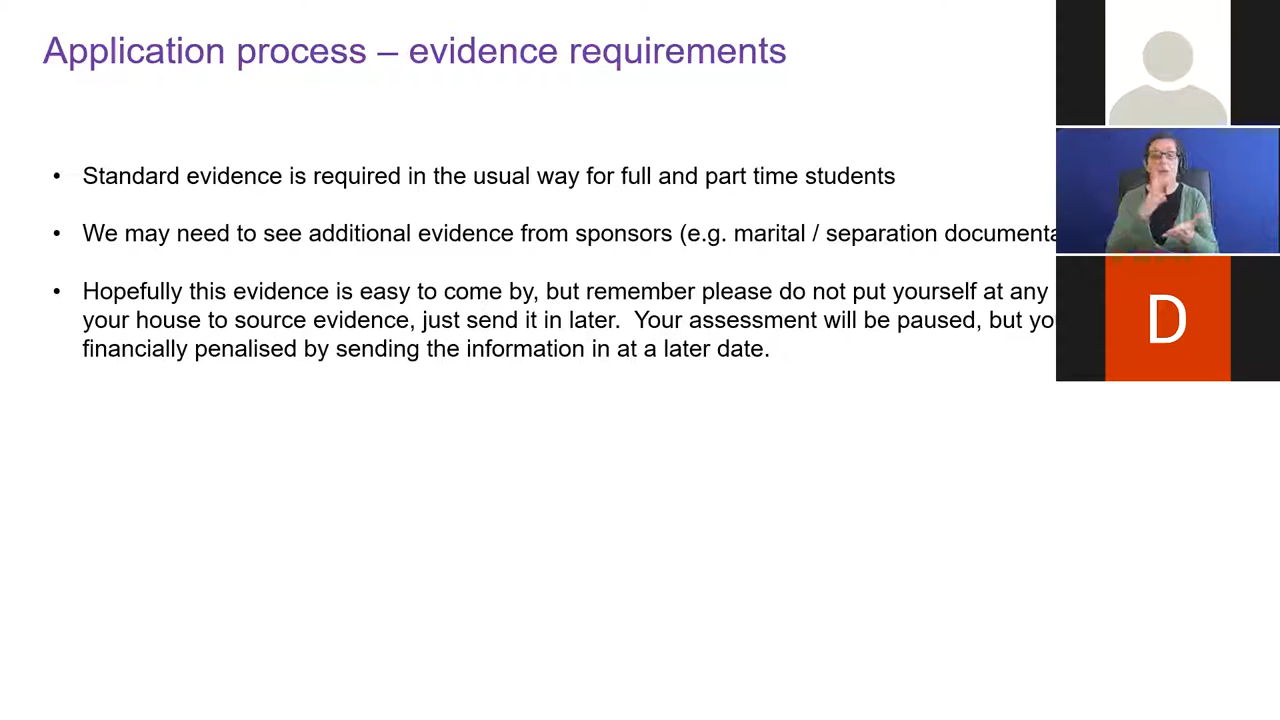 Application process – evidence requirements
• Standard evidence is required in the usual way for full and part time students
• We may need to see additional evidence from sponsors (e.g. marital / separation documenta
• Hopefully this evidence is easy to come by, but remember please do not put yourself at any
your house to source evidence, just send it in later. Your assessment will be paused, but yo
financially penalised by sending the information in at a later date.
D